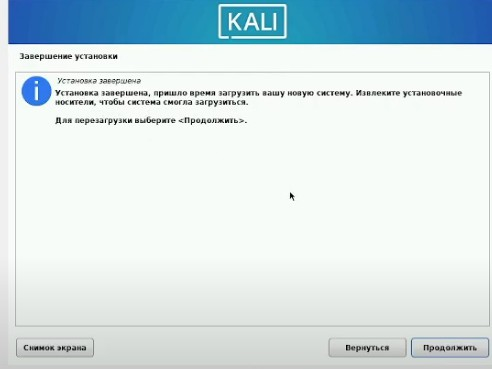 KALI
Завершение установки
Установка завершена
Установка завершена, пришло время загрузить вашу новую систему. Извлеките установочные
носители, чтобы система смогла загрузиться.
Для перезагрузки выберите <Продолжить>.
Снимок экрана
Вернуться
Продолжить